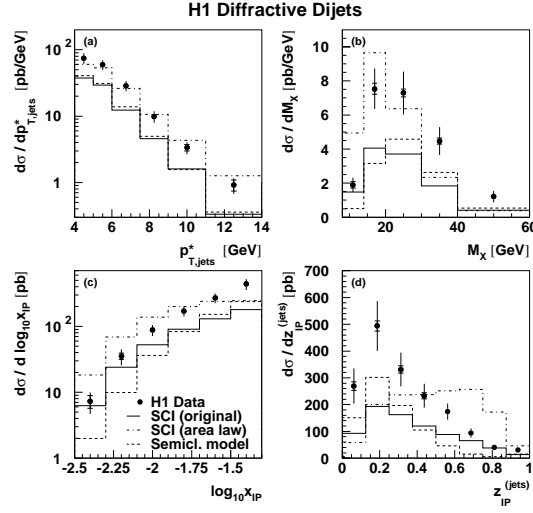 H1 Diffractive Dijets
dσ / dp*T,jets [pb/GeV]
(a)
10²
10
1
4 6 8 10 12 14
p*T,jets [GeV]
dσ / dMX [pb/GeV]
(b)
10
8
6
4
2
0
20 40 60
MX [GeV]
dσ / d log10xIP [pb]
(c)
10²
10
1
-2.5 -2.25 -2 -1.75 -1.5
log10xIP
H1 Data
SCI (original)
SCI (area law)
Semicl. model
dσ / dzIP(jets) [pb]
(d)
700
600
500
400
300
200
100
0
0 0.2 0.4 0.6 0.8 1
zIP(jets)